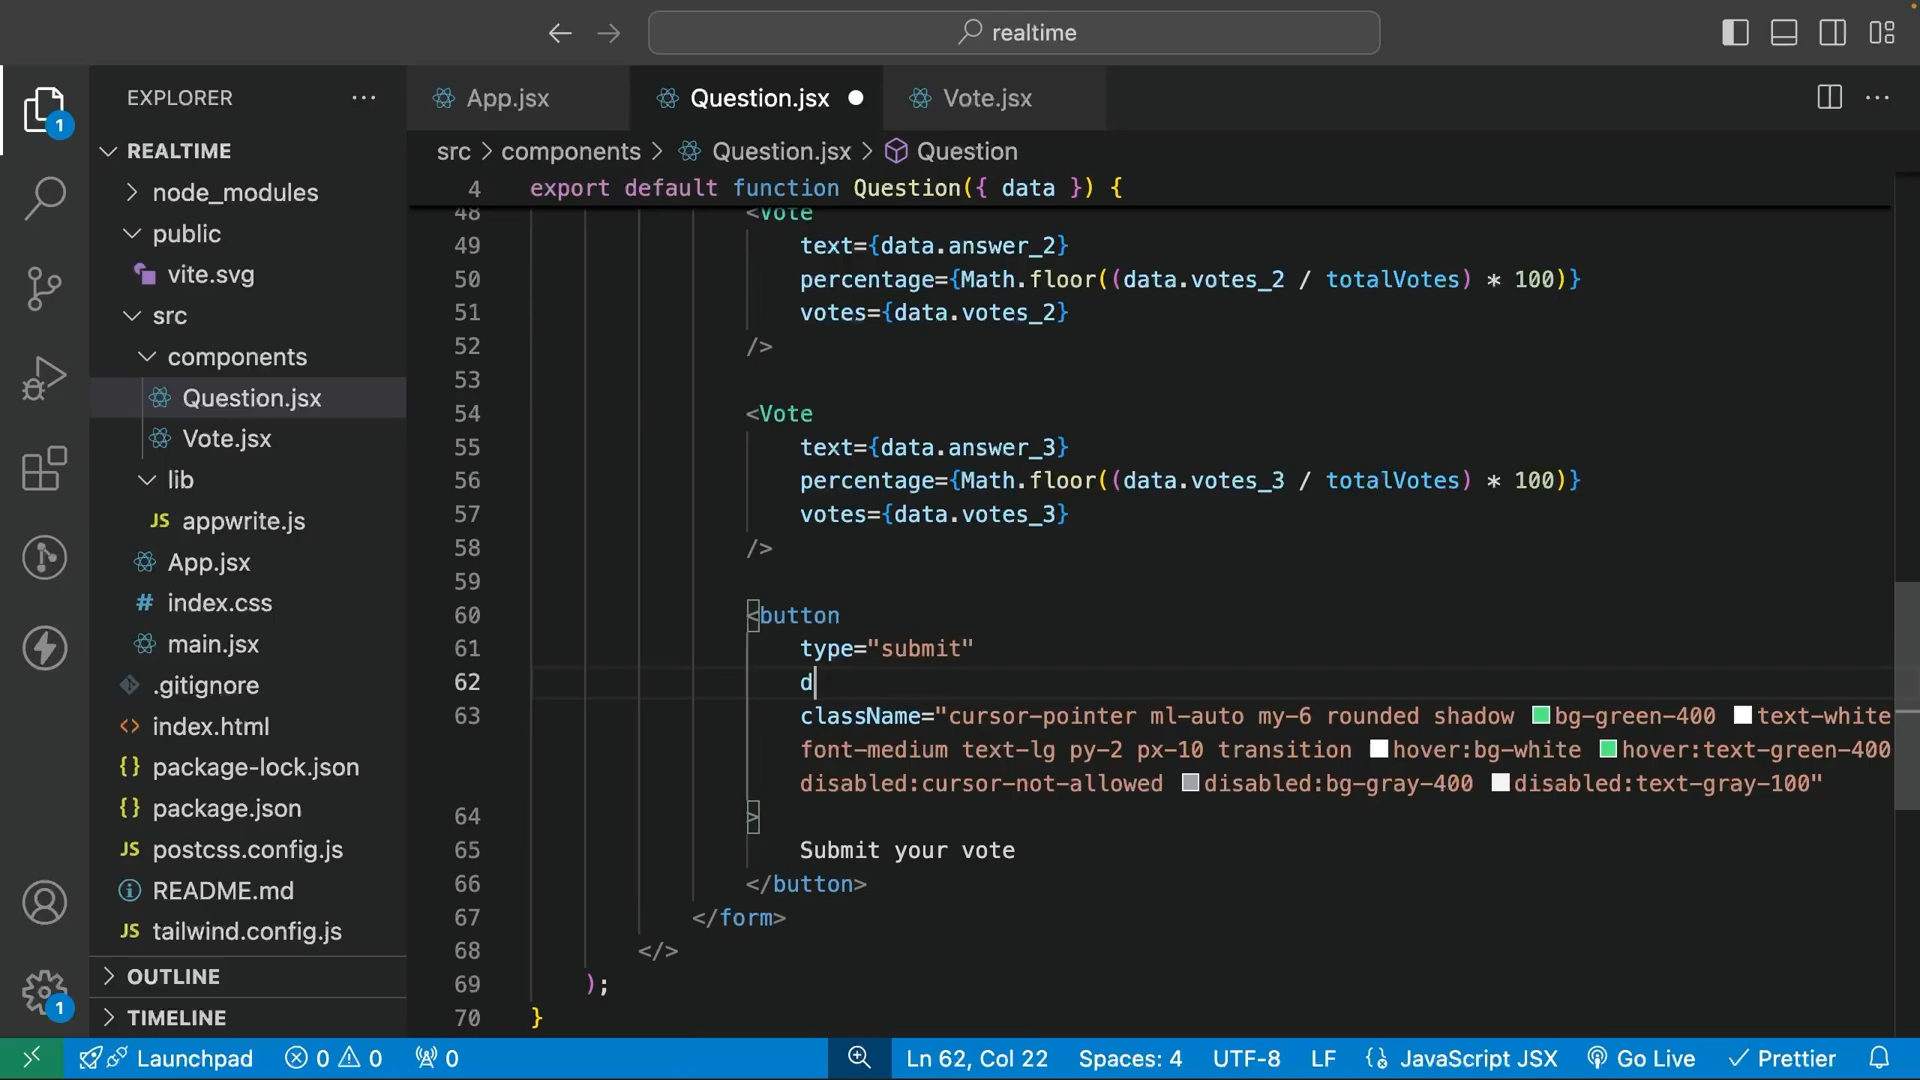 realtime
EXPLORER
REALTIME
node_modules
public
vite.svg
src
components
Question.jsx
Vote.jsx
lib
appwrite.js
App.jsx
index.css
main.jsx
.gitignore
index.html
package-lock.json
package.json
postcss.config.js
README.md
tailwind.config.js
OUTLINE
TIMELINE
1
1
App.jsx
Question.jsx
Vote.jsx
src > components > Question.jsx > Question
4 export default function Question({ data }) {
48 <Vote
49 text={data.answer_2}
50 percentage={Math.floor((data.votes_2 / totalVotes) * 100)}
51 votes={data.votes_2}
52 />
53
54 <Vote
55 text={data.answer_3}
56 percentage={Math.floor((data.votes_3 / totalVotes) * 100)}
57 votes={data.votes_3}
58 />
59
60 <button
61 type="submit"
62 d
63 className="cursor-pointer ml-auto my-6 rounded shadow bg-green-400 text-white
font-medium text-lg py-2 px-10 transition hover:bg-white hover:text-green-400
disabled:cursor-not-allowed disabled:bg-gray-400 disabled:text-gray-100"
64 >
65 Submit your vote
66 </button>
67 </form>
68 </>
69 );
70 }
Launchpad 0 0 0 Ln 62, Col 22 Spaces: 4 UTF-8 LF JavaScript JSX Go Live Prettier